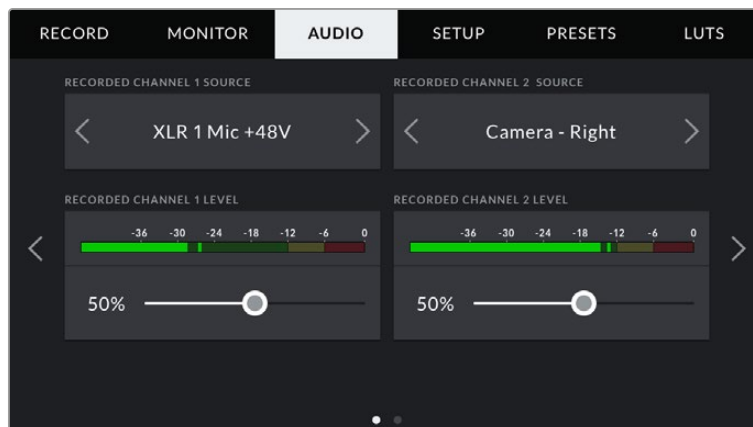 RECORD MONITOR AUDIO SETUP PRESETS LUTS
RECORDED CHANNEL 1 SOURCE RECORDED CHANNEL 2 SOURCE
XLR 1 Mic +48V Camera - Right
RECORDED CHANNEL 1 LEVEL RECORDED CHANNEL 2 LEVEL
-36 -30 -24 -18 -12 -6 0 -36 -30 -24 -18 -12 -6 0
50% 50%